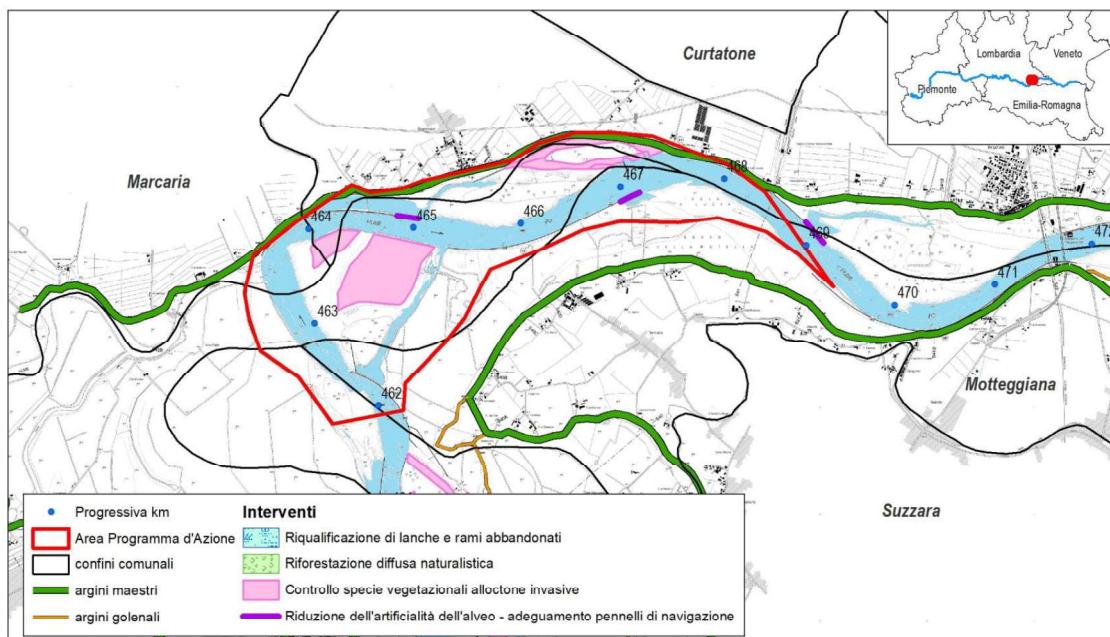 Curtatone
Lombardia
Veneto
Piemonte
Emilia-Romagna
Marcaria
468
467
464
465
466
469
472
471
470
463
462
Motteggiana
Suzzara
Progressiva km
Area Programma d'Azione
confini comunali
argini maestri
argini golenali
Interventi
Riqualificazione di lanche e rami abbandonati
Riforestazione diffusa naturalistica
Controllo specie vegetazionali alloctone invasive
Riduzione dell'artificialità dell'alveo - adeguamento pennelli di navigazione